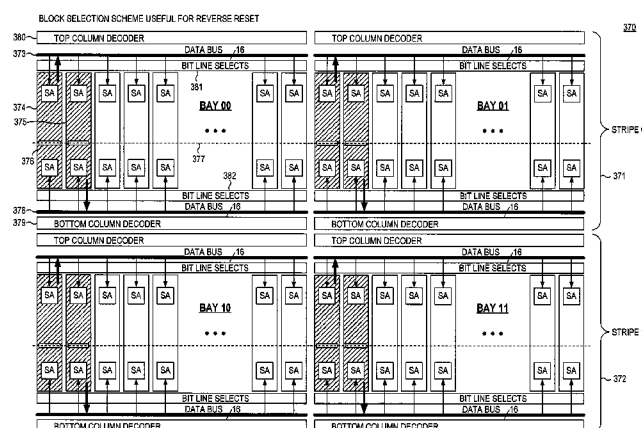 BLOCK SELECTION SCHEME USEFUL FOR REVERSE RESET
370
380 TOP COLUMN DECODER TOP COLUMN DECODER
373 DATA BUS 16 DATA BUS 16
BIT LINE SELECTS BIT LINE SELECTS
381
374 SA SA SA SA SA SA SA SA SA SA SA SA SA SA
375 BAY 00 BAY 01
••• •••
STRIPE
376 377
SA SA SA SA SA SA SA SA SA SA SA SA SA SA
371
382
BIT LINE SELECTS BIT LINE SELECTS
378 DATA BUS 16 DATA BUS 16
379 BOTTOM COLUMN DECODER BOTTOM COLUMN DECODER
TOP COLUMN DECODER TOP COLUMN DECODER
DATA BUS 16 DATA BUS 16
BIT LINE SELECTS BIT LINE SELECTS
SA SA SA SA SA SA SA SA SA SA SA SA SA SA
BAY 10 BAY 11
••• •••
STRIPE
SA SA SA SA SA SA SA SA SA SA SA SA SA SA
372
BIT LINE SELECTS BIT LINE SELECTS
DATA BUS 16 DATA BUS 16
BOTTOM COLUMN DECODER BOTTOM COLUMN DECODER